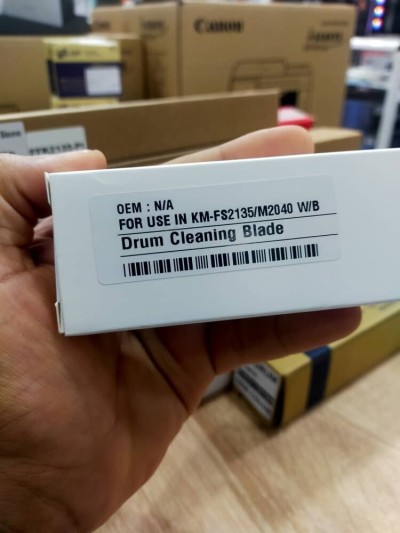 Canon
OEM : N/A
FOR USE IN KM-FS2135/M2040 W/B
Drum Cleaning Blade